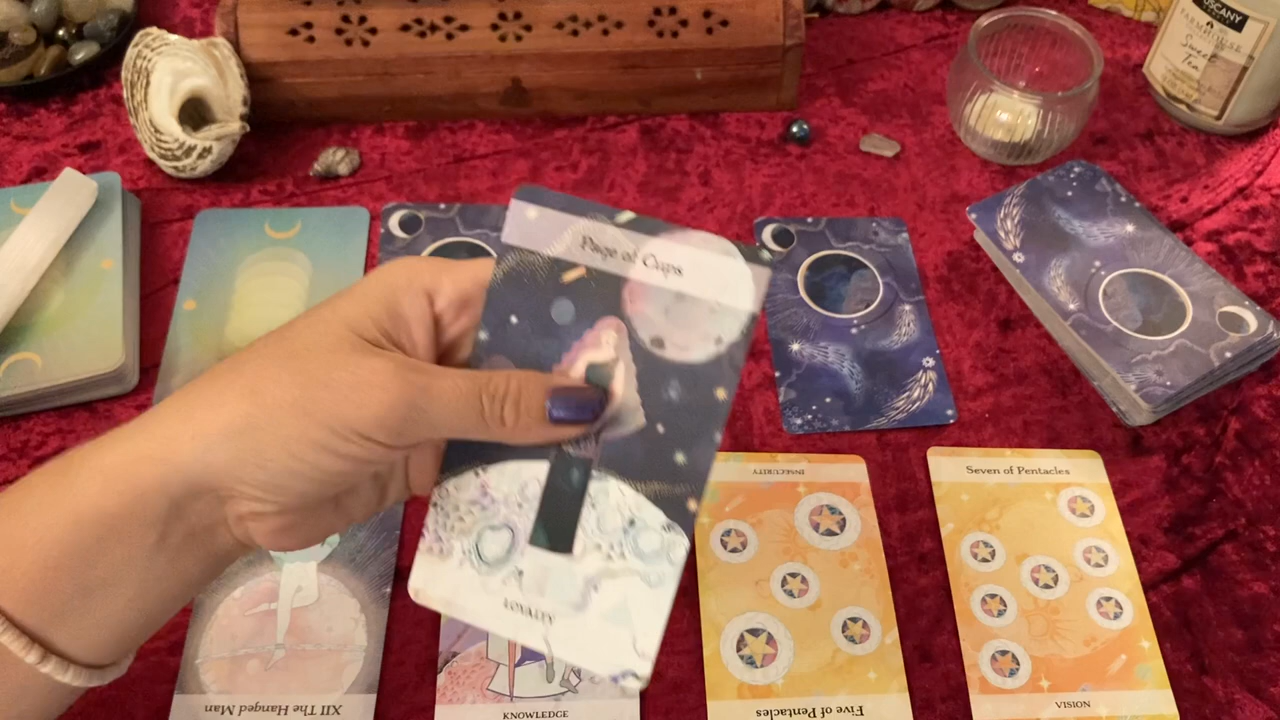 TUSCANY
FARMHOUSE
Sweet
Tea
Page of Cups
LOYALTY
INSECURITY
Seven of Pentacles
XII The Hanged Man
KNOWLEDGE
Five of Pentacles
VISION